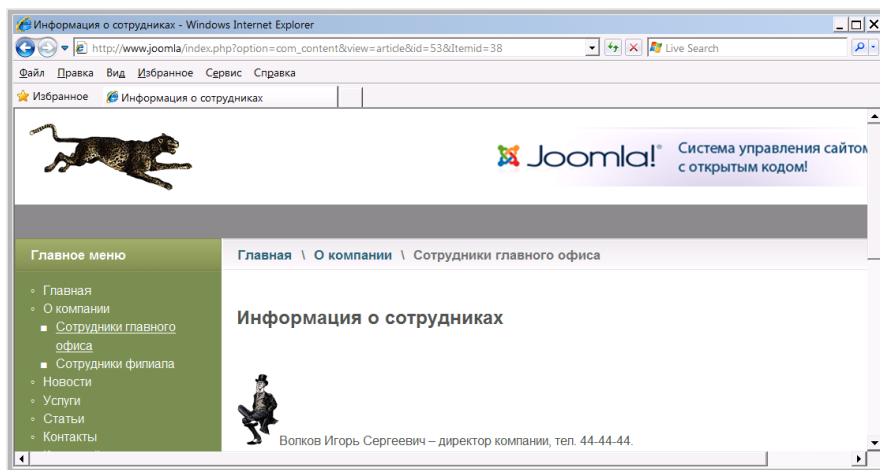 Информация о сотрудниках - Windows Internet Explorer
http://www.joomla/index.php?option=com_content&view=article&id=53&Itemid=38
Live Search
Файл Правка Вид Избранное Сервис Справка
Избранное Информация о сотрудниках
Joomla!®
Система управления сайтом
с открытым кодом!
Главное меню
Главная \ О компании \ Сотрудники главного офиса
Главная
О компании
Сотрудники главного
офиса
Сотрудники филиала
Новости
Услуги
Статьи
Контакты
Информация о сотрудниках
Волков Игорь Сергеевич – директор компании, тел. 44-44-44.